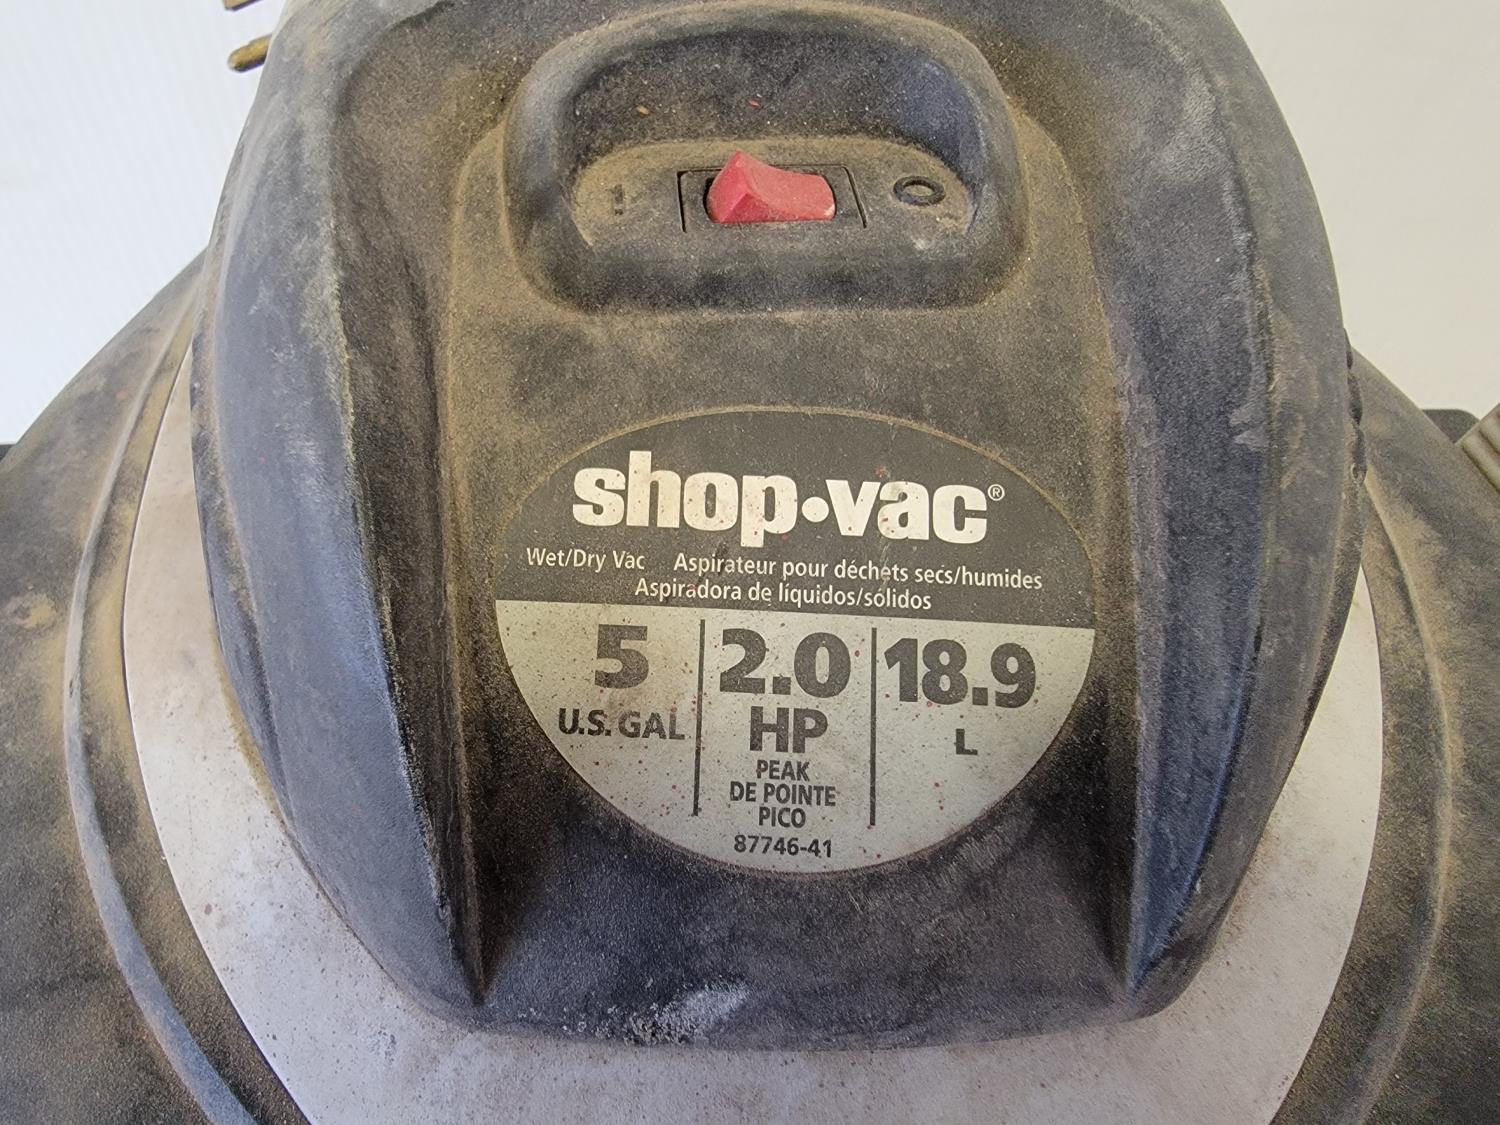 shop•vac®
Wet/Dry Vac Aspirateur pour déchets secs/humides
Aspiradora de líquidos/sólidos
5
U.S. GAL
2.0
HP
PEAK
DE POINTE
PICO
18.9
L
87746-41